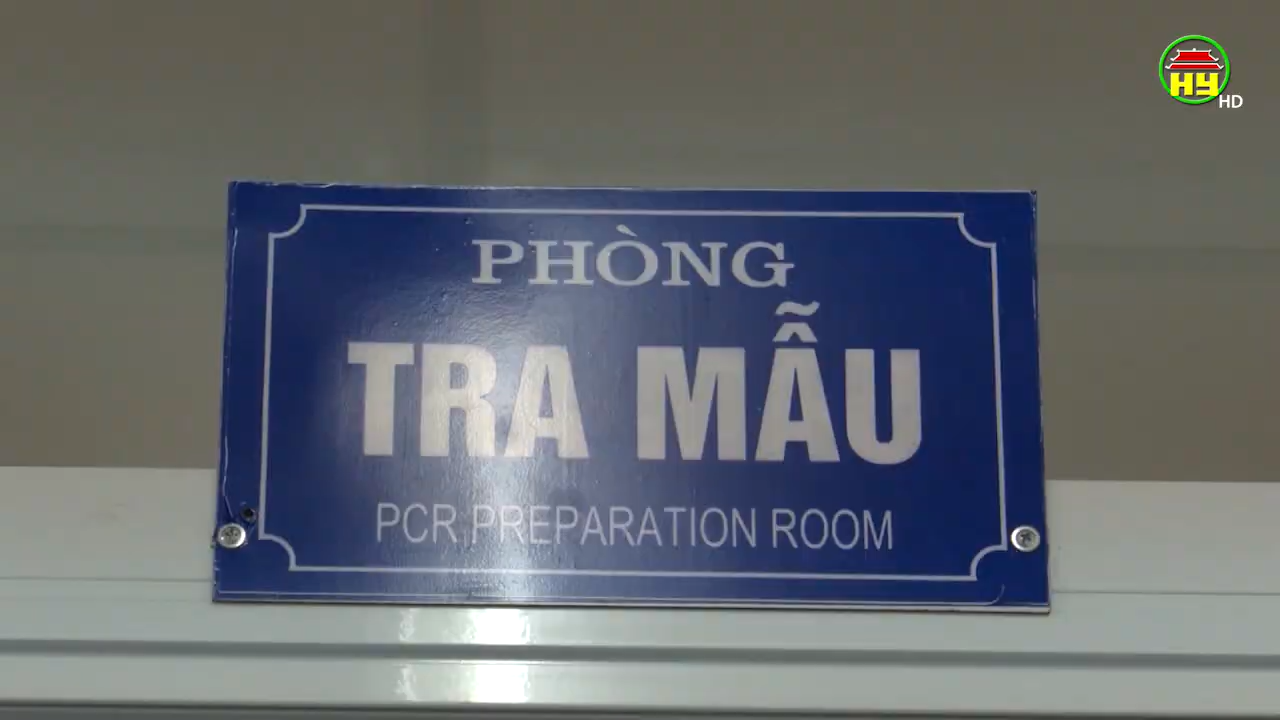 HY
HD
PHÒNG
TRA MẪU
PCR PREPARATION ROOM